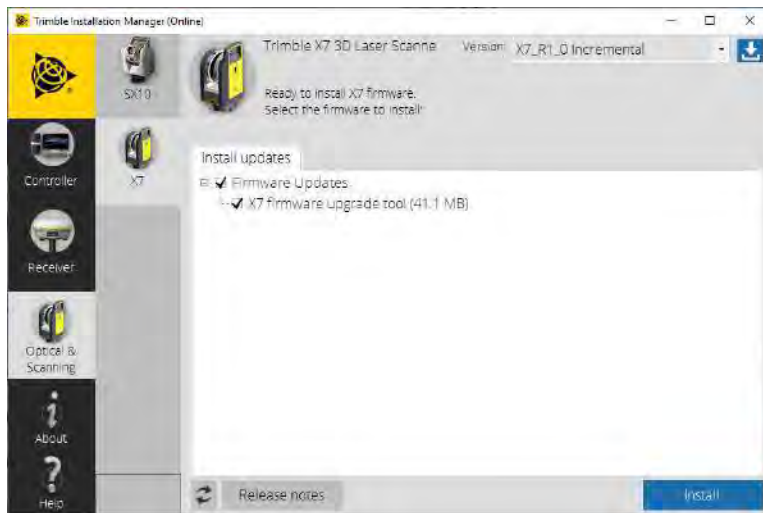 Trimble Installation Manager (Online)
SX10
Trimble X7 3D Laser Scanne
Version: X7_R1_0 Incremental
Ready to install X7 firmware.
Select the firmware to install:
Controller
X7
Install updates
Firmware Updates
X7 firmware upgrade tool (41.1 MB)
Receiver
Optical &
Scanning
About
Help
Release notes
Install